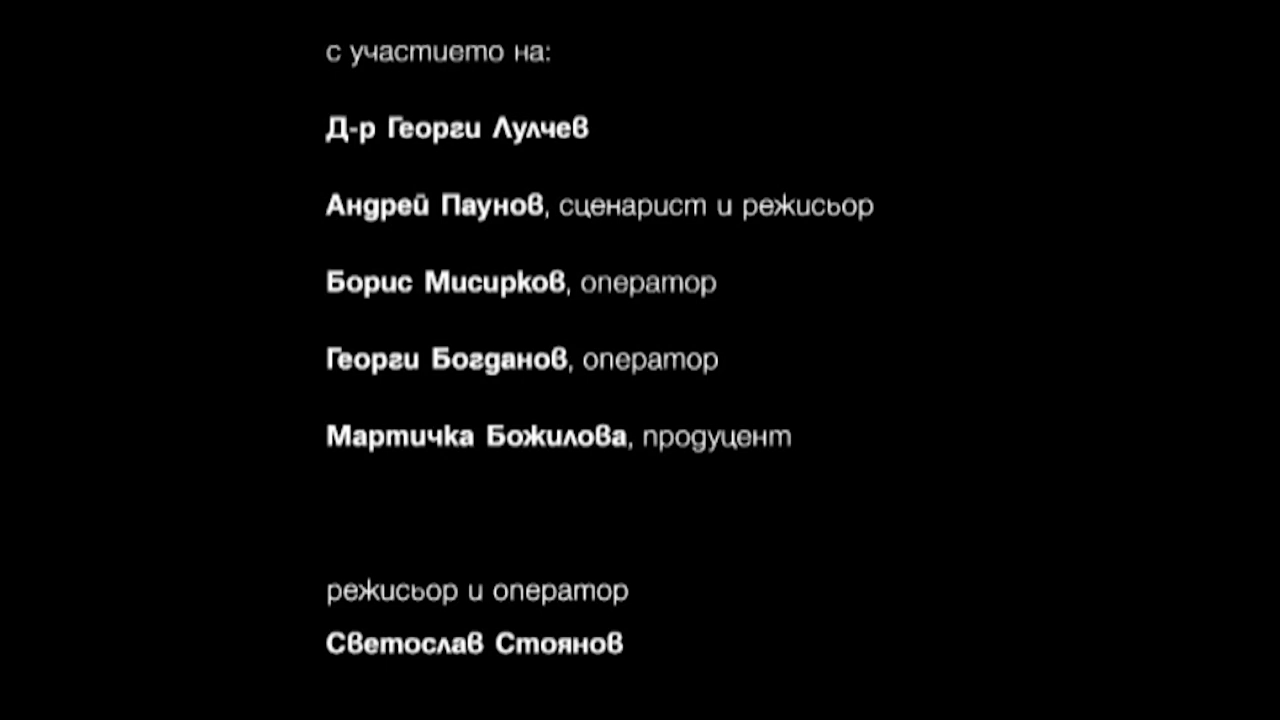 с участието на:
Д-р Георги Лулчев
Андрей Паунов, сценарист и режисьор
Борис Мисирков, оператор
Георги Богданов, оператор
Мартичка Божилова, продуцент
режисьор и оператор
Светослав Стоянов